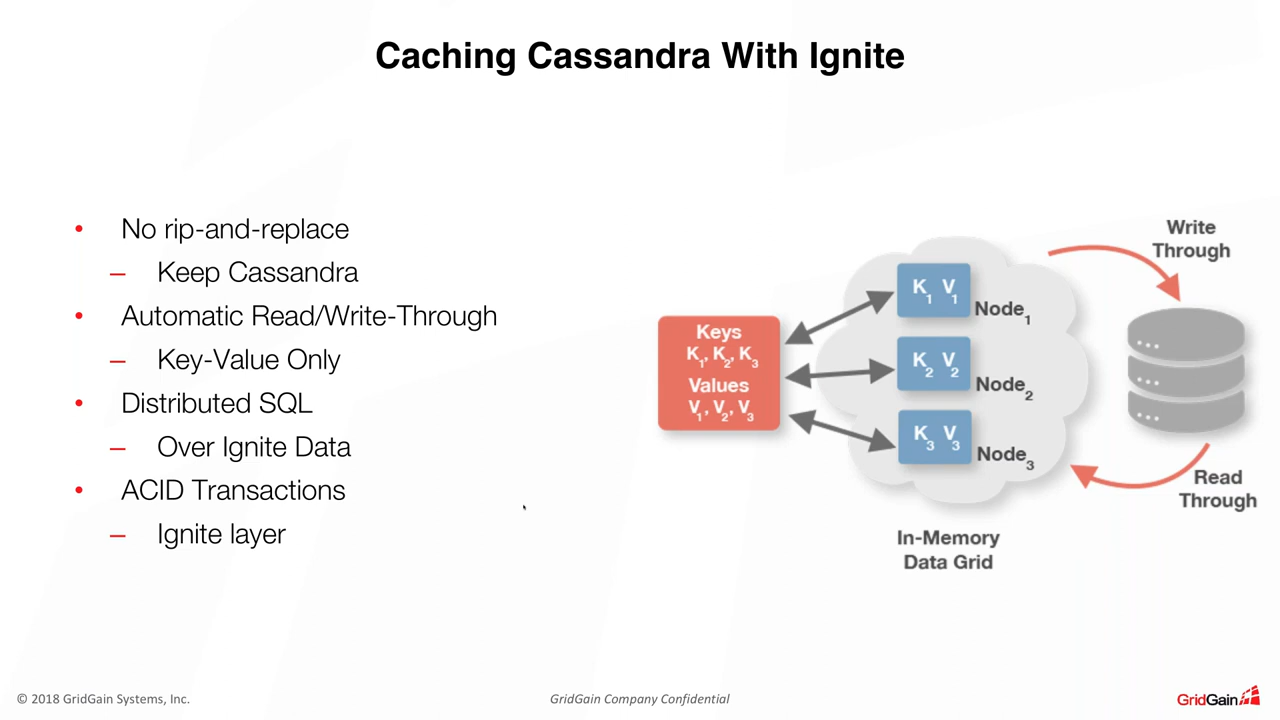 Caching Cassandra With Ignite
• No rip-and-replace
– Keep Cassandra
• Automatic Read/Write-Through
– Key-Value Only
• Distributed SQL
– Over Ignite Data
• ACID Transactions
– Ignite layer
Keys
K1, K2, K3
Values
V1, V2, V3
K1 V1
Node1
K2 V2
Node2
K3 V3
Node3
In-Memory
Data Grid
Write
Through
Read
Through
© 2018 GridGain Systems, Inc.
GridGain Company Confidential
GridGain